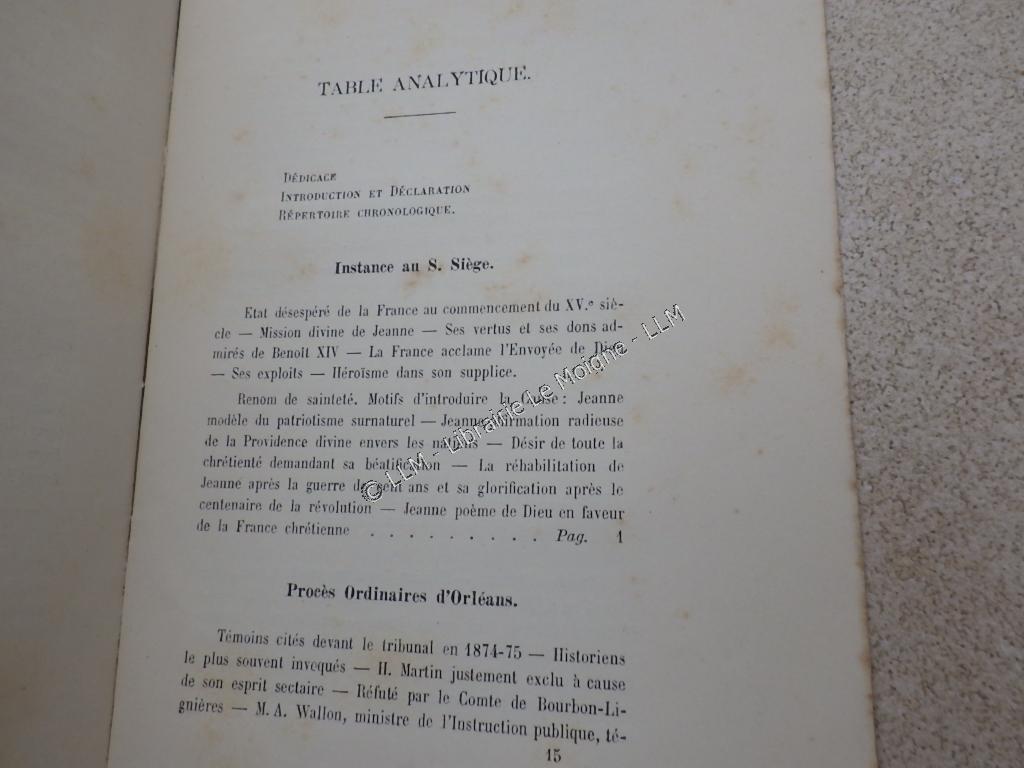 TABLE ANALYTIQUE.
DÉDICACE
INTRODUCTION ET DÉCLARATION
RÉPERTOIRE CHRONOLOGIQUE.
Instance au S. Siège.
Etat désespéré de la France au commencement du XV.e siè-
cle — Mission divine de Jeanne — Ses vertus et ses dons ad-
mirés de Benoît XIV — La France acclame l'Envoyée de Dieu
— Ses exploits — Héroïsme dans son supplice.
Renom de sainteté. Motifs d'introduire la Cause: Jeanne
modèle du patriotisme surnaturel — Jeanne affirmation radieuse
de la Providence divine envers les nations — Désir de toute la
chrétienté demandant sa béatification — La réhabilitation de
Jeanne après la guerre de cent ans et sa glorification après le
centenaire de la révolution — Jeanne poème de Dieu en faveur
de la France chrétienne . . . . . . . . . Pag. 1
Procès Ordinaires d'Orléans.
Témoins cités devant le tribunal en 1874-75 — Historiens
le plus souvent invoqués — H. Martin justement exclu à cause
de son esprit sectaire — Réfuté par le Comte de Bourbon-Li-
gnières — M. A. Wallon, ministre de l'Instruction publique, té-
15
© LLM - Librairie Le Moigne - LLM